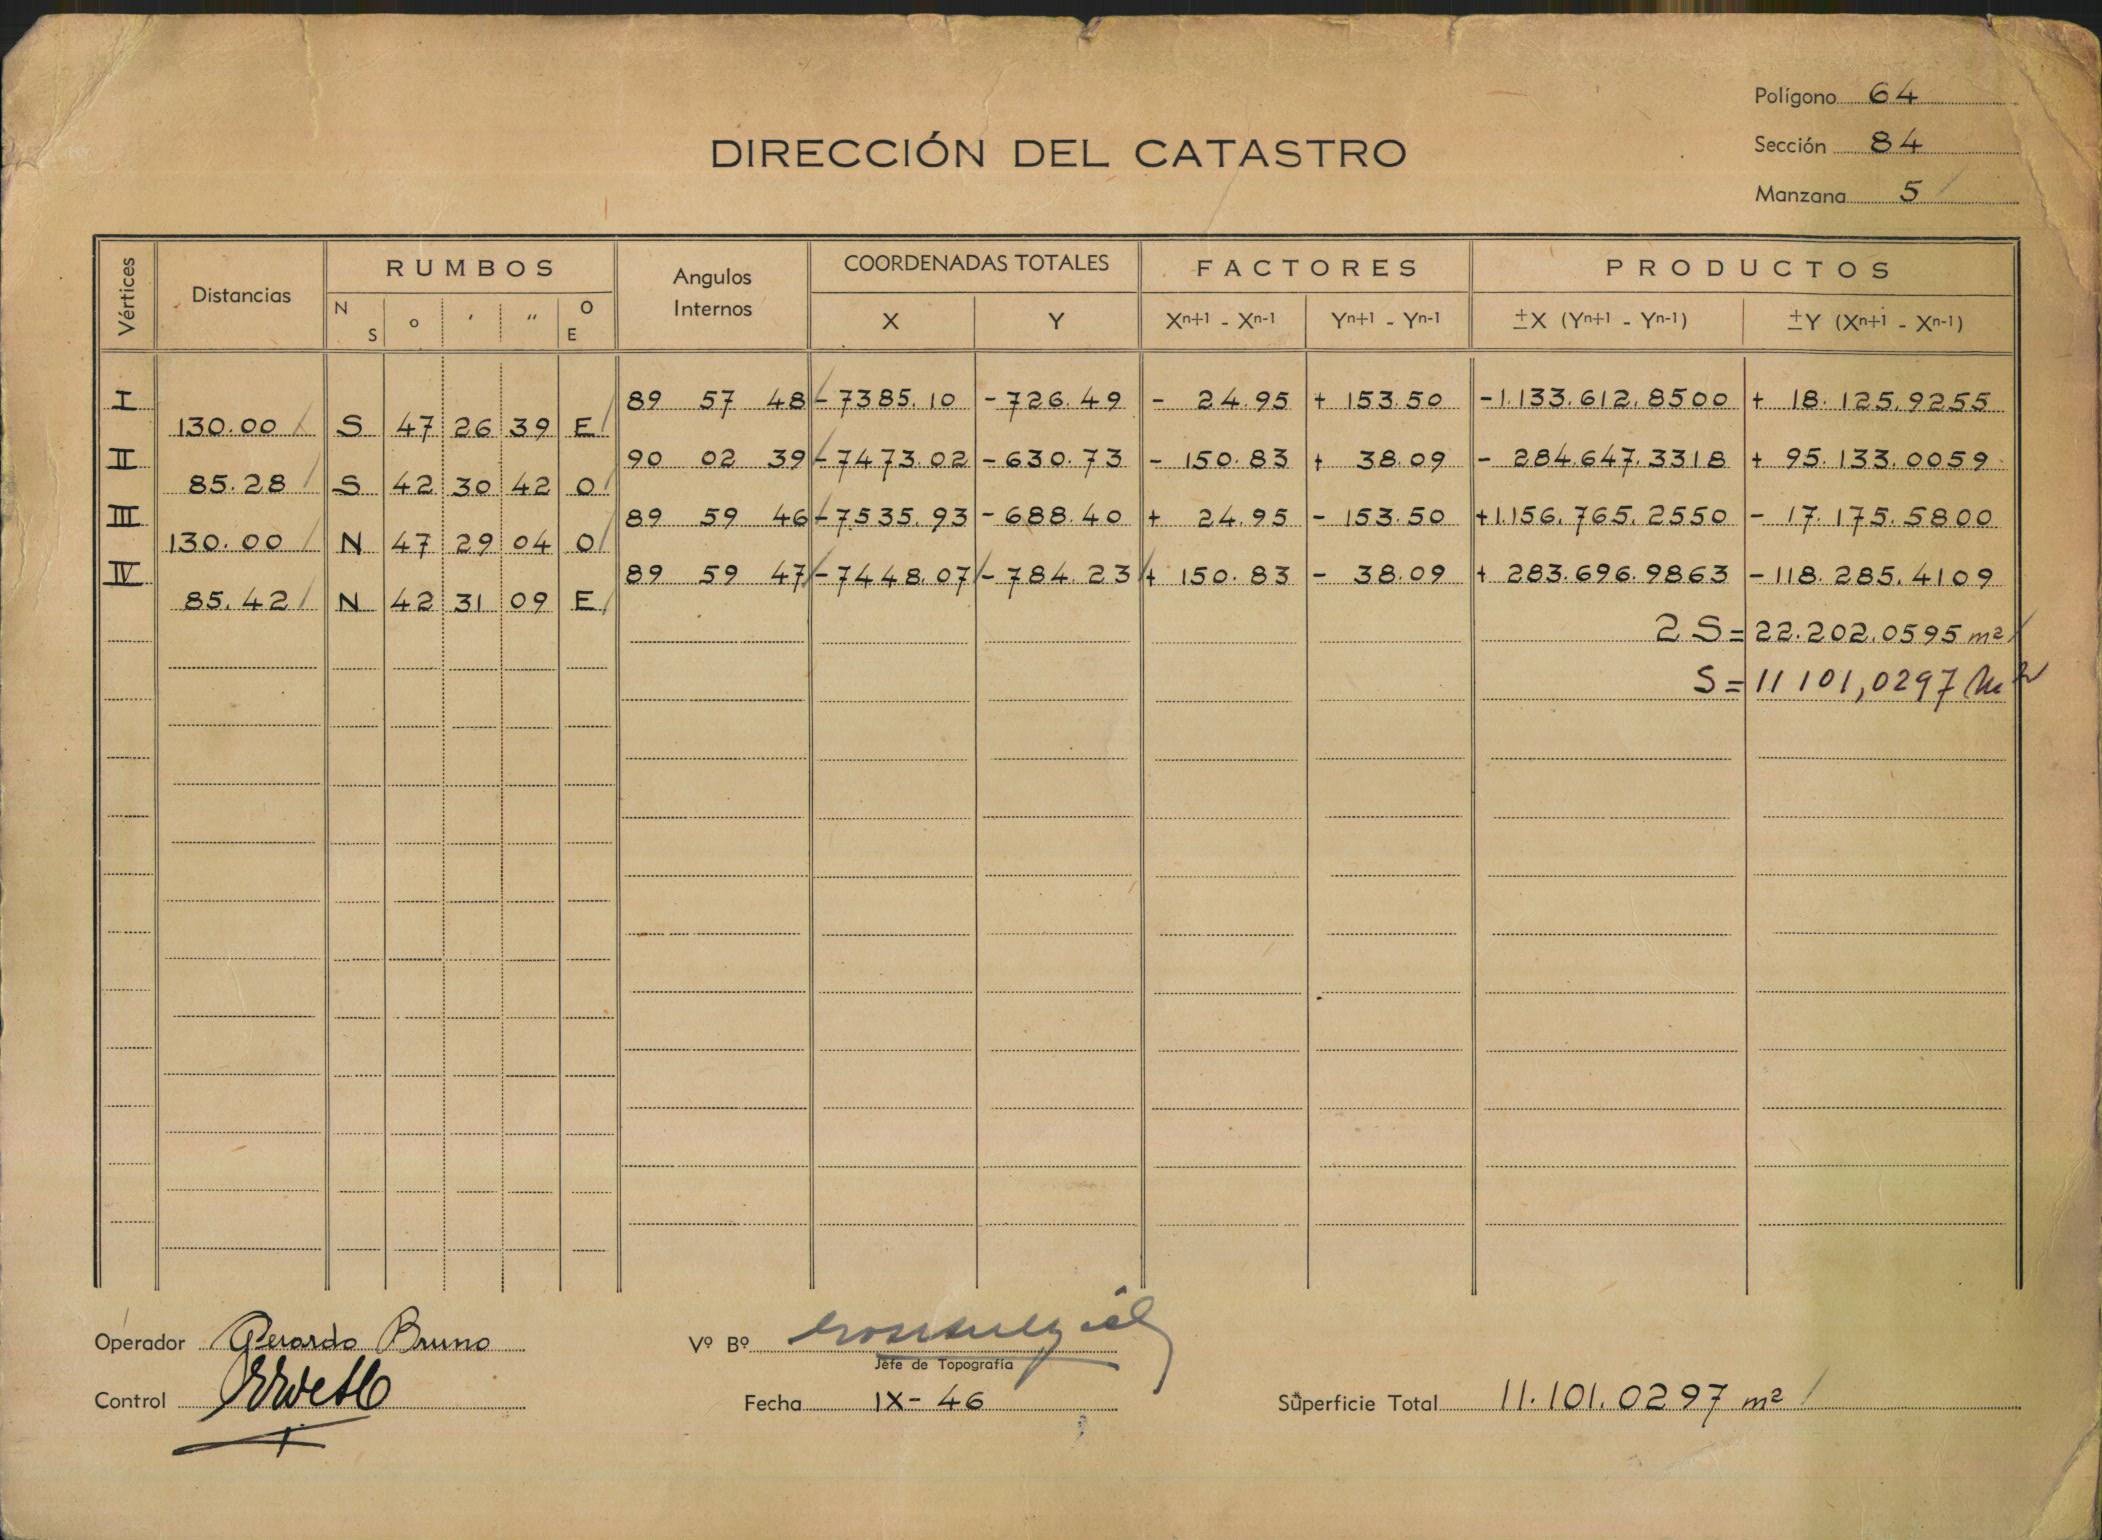 Polígono 64
DIRECCIÓN DEL CATASTRO
Sección 84
Manzana 5
Vértices Distancias RUMBOS Angulos Internos COORDENADAS TOTALES FACTORES PRODUCTOS
N S o ′ ″ O E X Y Xn+1 - Xn-1 Yn+1 - Yn-1 ±X (Yn+1 - Yn-1) ±Y (Xn+1 - Xn-1)
I 89 57 48 -7385.10 -726.49 - 24.95 + 153.50 -1.133.612.8500 + 18.125.9255
130.00 S 47 26 39 E
II 90 02 39 -7473.02 -630.73 - 150.83 + 38.09 - 284.647.3318 + 95.133.0059
85.28 S 42 30 42 O
III 89 59 46 -7535.93 -688.40 + 24.95 - 153.50 +1.156.765.2550 - 17.175.5800
130.00 N 47 29 04 O
IV 89 59 47 -7448.07 -784.23 + 150.83 - 38.09 + 283.696.9863 -118.285.4109
85.42 N 42 31 09 E
2 S= 22.202.0595 m²
S= 11101,0297 m²
Operador Gerardo Bruno
Vº Bº
Jefe de Topografía
Control
Fecha IX-46
Superficie Total 11.101.0297 m²